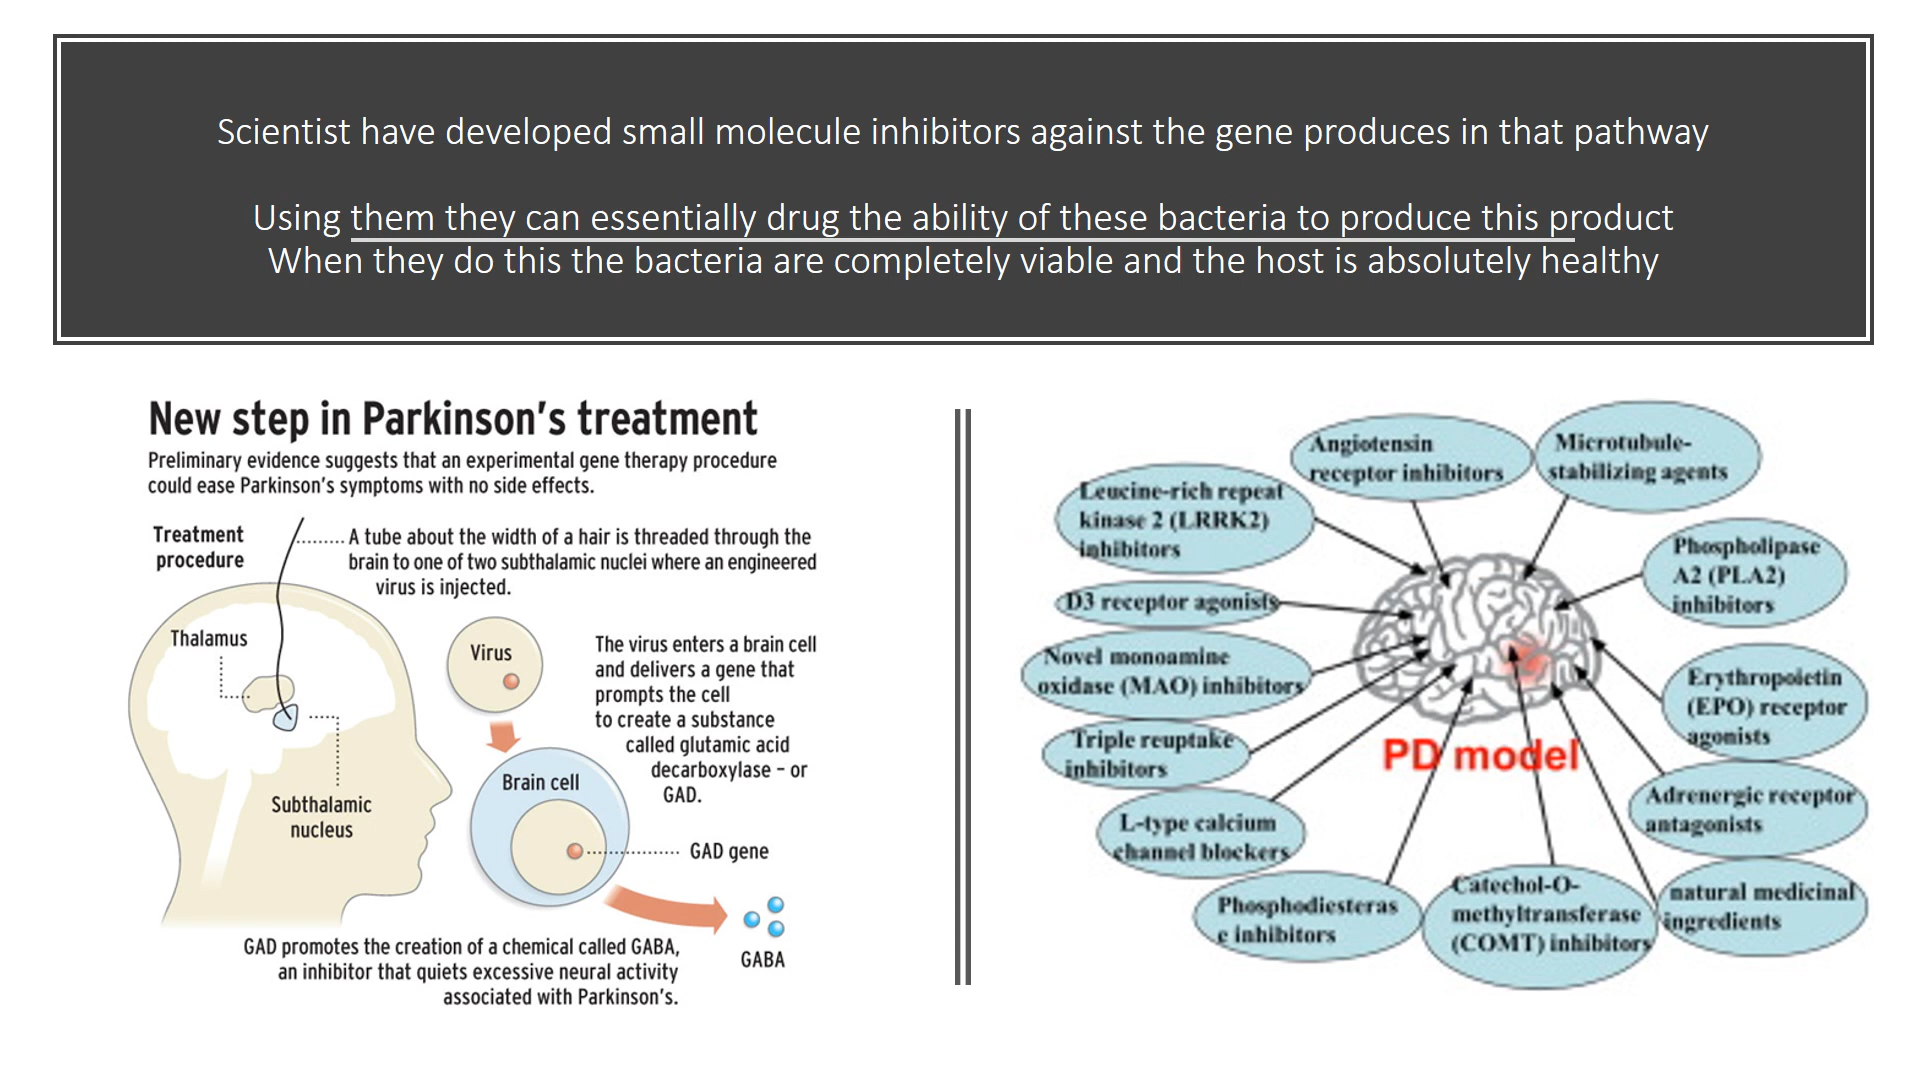 Scientist have developed small molecule inhibitors against the gene produces in that pathway
Using them they can essentially drug the ability of these bacteria to produce this product
When they do this the bacteria are completely viable and the host is absolutely healthy
New step in Parkinson's treatment
Preliminary evidence suggests that an experimental gene therapy procedure
could ease Parkinson's symptoms with no side effects.
Treatment
procedure
A tube about the width of a hair is threaded through the
brain to one of two subthalamic nuclei where an engineered
virus is injected.
Thalamus
Subthalamic
nucleus
Virus
The virus enters a brain cell
and delivers a gene that
prompts the cell
to create a substance
called glutamic acid
decarboxylase – or
GAD.
Brain cell
GAD gene
GABA
GAD promotes the creation of a chemical called GABA,
an inhibitor that quiets excessive neural activity
associated with Parkinson's.
Angiotensin
receptor inhibitors
Microtubule-
stabilizing agents
Leucine-rich repeat
kinase 2 (LRRK2)
inhibitors
Phospholipase
A2 (PLA2)
inhibitors
D3 receptor agonists
Novel monoamine
oxidase (MAO) inhibitors
Erythropoietin
(EPO) receptor
agonists
Triple reuptake
inhibitors
PD model
Adrenergic receptor
antagonists
L-type calcium
channel blockers
Phosphodiesteras
e inhibitors
Catechol-O-
methyltransferase
(COMT) inhibitors
natural medicinal
ingredients